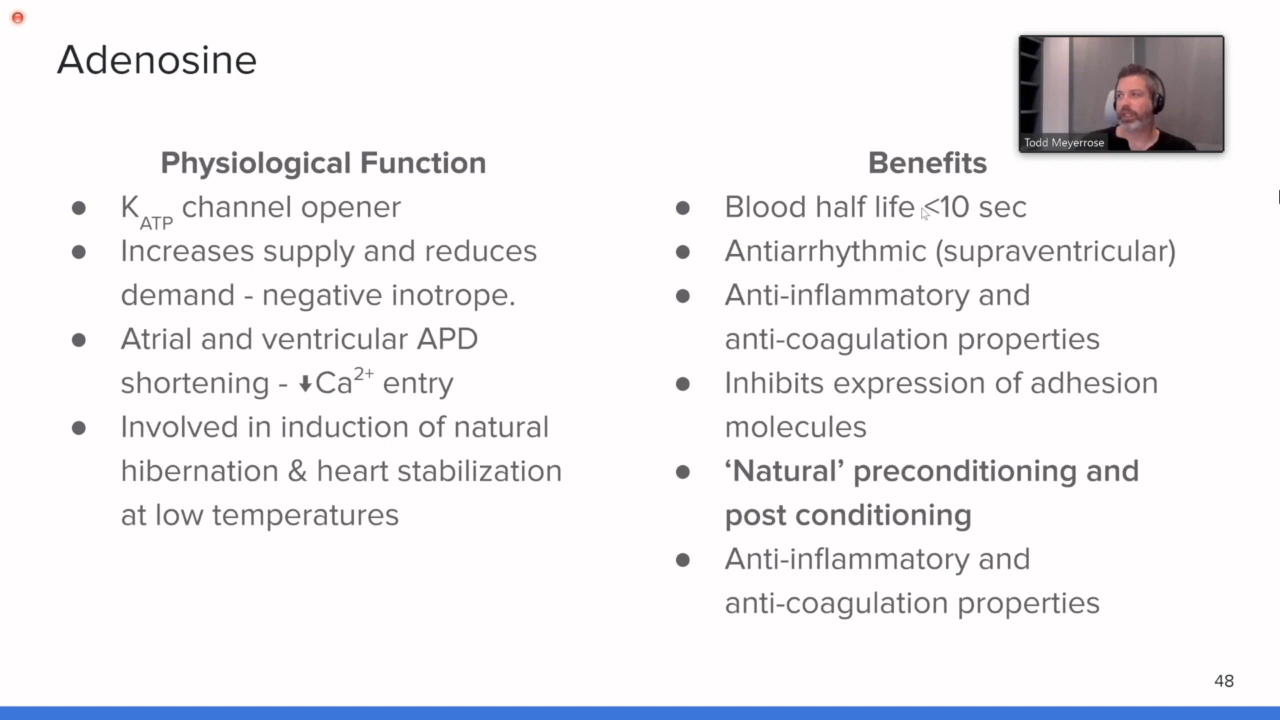 Adenosine
Todd Meyerrose
Physiological Function
● K_ATP channel opener
● Increases supply and reduces
demand - negative inotrope.
● Atrial and ventricular APD
shortening - ⬇Ca²⁺ entry
● Involved in induction of natural
hibernation & heart stabilization
at low temperatures
Benefits
● Blood half life <10 sec
● Antiarrhythmic (supraventricular)
● Anti-inflammatory and
anti-coagulation properties
● Inhibits expression of adhesion
molecules
● ‘Natural’ preconditioning and
post conditioning
● Anti-inflammatory and
anti-coagulation properties
48